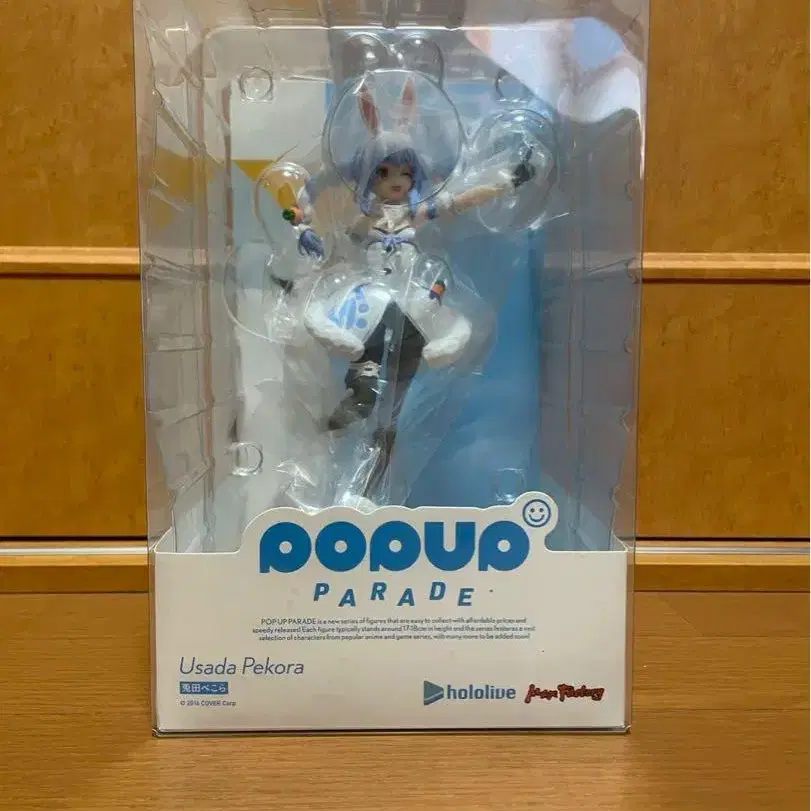 POPUP
PARADE
POP UP PARADE is a new series of figures that are easy to collect with affordable prices and
speedy releases! Each figure typically stands around 17-18cm in height and the series features a vast
selection of characters from popular anime and game series, with many more to be added soon!
Usada Pekora
兎田ぺこら
© 2016 COVER Corp.
hololive Max Factory